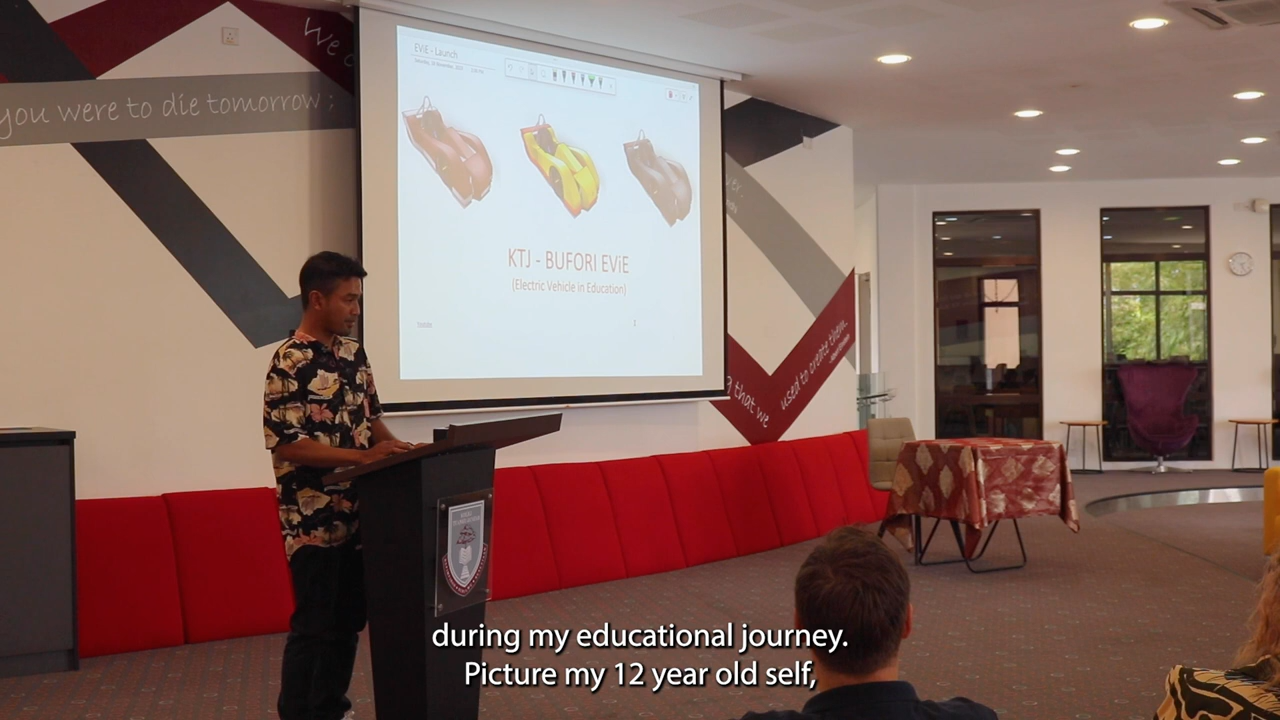 We
you were to die tomorrow ;
EViE - Launch
KTJ - BUFORI EViE
(Electric Vehicle in Education)
that we
used to create them.
during my educational journey.
Picture my 12 year old self,